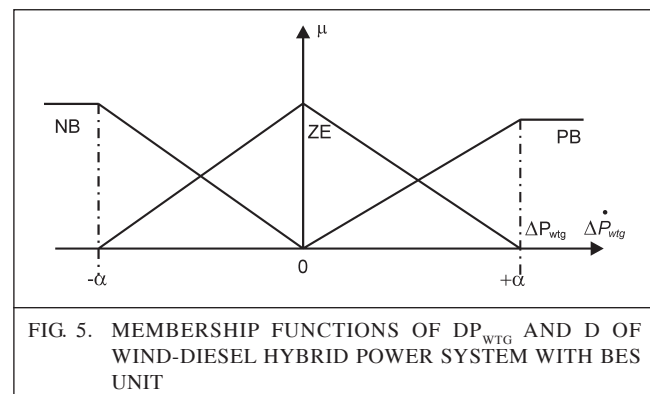 μ
NB
ZE
PB
ΔP_wtg ΔṖ_wtg
-α
0
+α
FIG. 5. MEMBERSHIP FUNCTIONS OF DP_WTG AND D OF
WIND-DIESEL HYBRID POWER SYSTEM WITH BES
UNIT